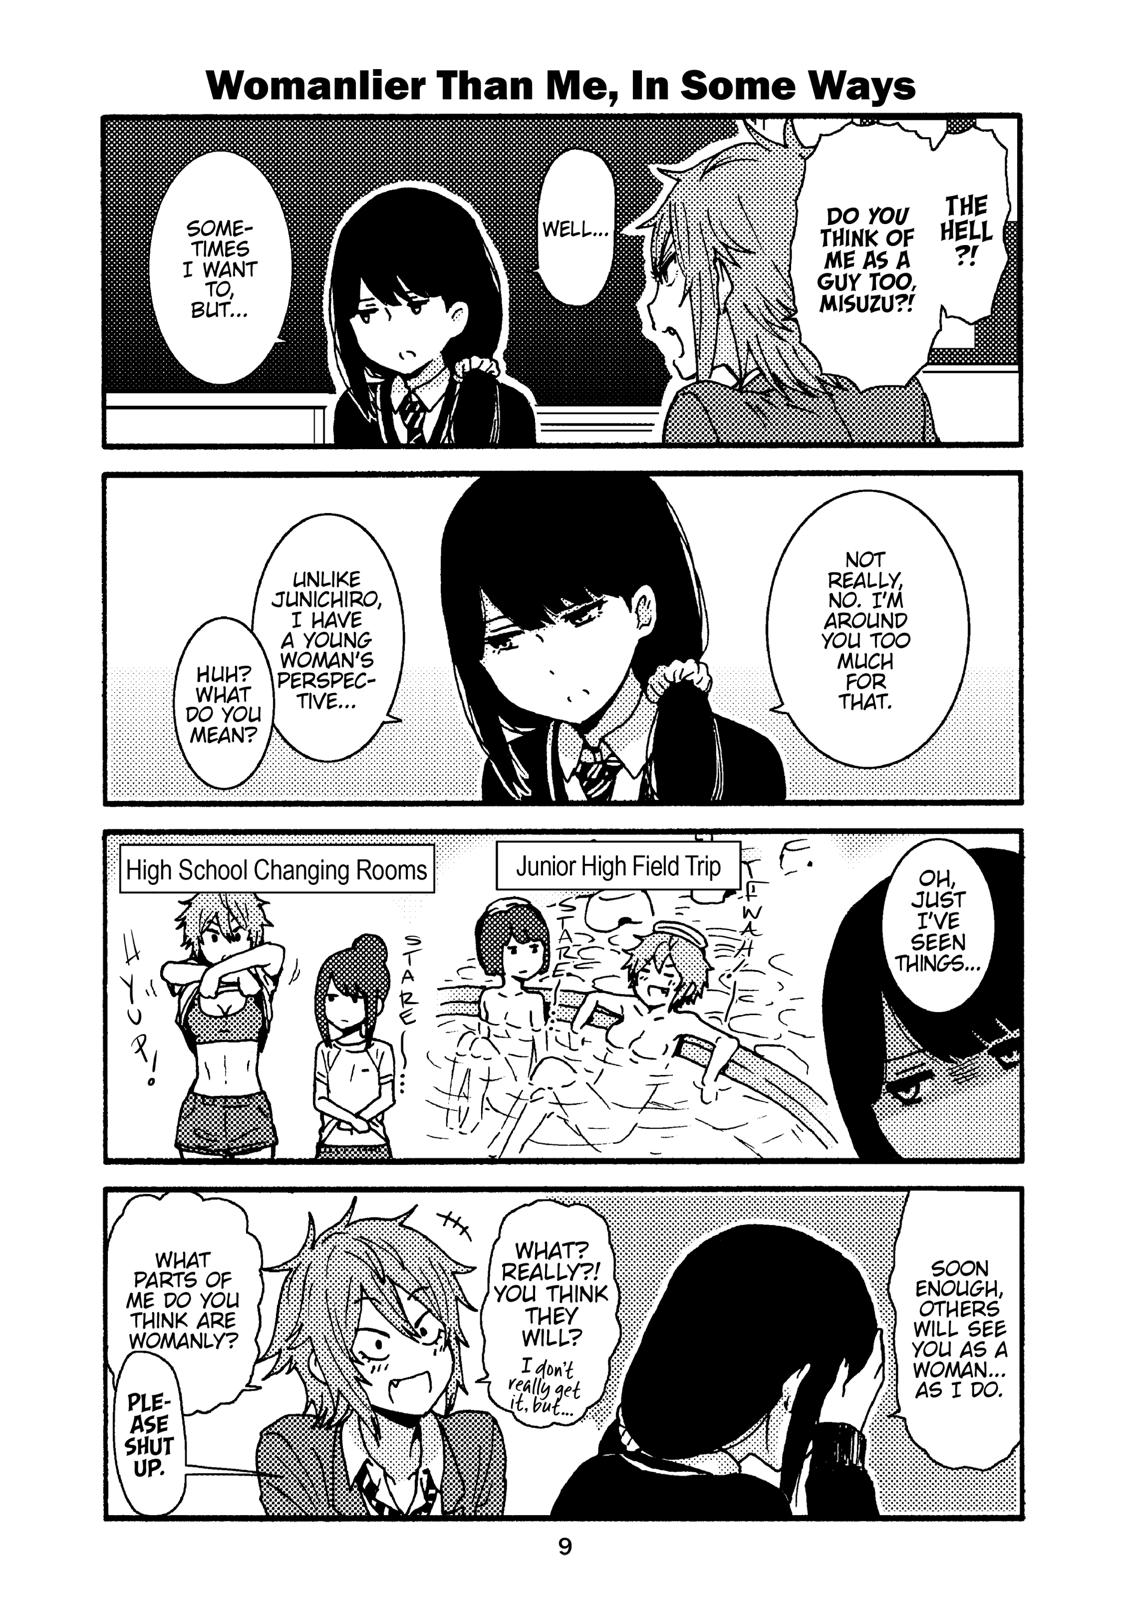 Womanlier Than Me, In Some Ways
THE
HELL
?!
DO YOU
THINK OF
ME AS A
GUY TOO,
MISUZU?!
WELL...
SOME-
TIMES
I WANT
TO,
BUT...
NOT
REALLY,
NO. I'M
AROUND
YOU TOO
MUCH
FOR
THAT.
UNLIKE
JUNICHIRO,
I HAVE
A YOUNG
WOMAN'S
PERSPEC-
TIVE...
HUH?
WHAT
DO YOU
MEAN?
OH,
JUST
I'VE
SEEN
THINGS...
Junior High Field Trip
STARE...
High School Changing Rooms
STARE...
HYUP!
SOON
ENOUGH,
OTHERS
WILL SEE
YOU AS A
WOMAN...
AS I DO.
WHAT?
REALLY?!
YOU THINK
THEY
WILL?
I don't
really get
it, but...
WHAT
PARTS OF
ME DO YOU
THINK ARE
WOMANLY?
PLE-
ASE
SHUT
UP.
9